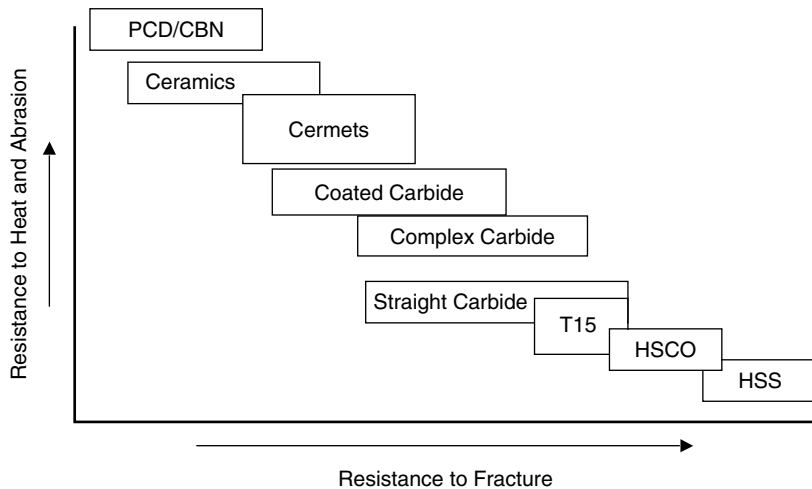 PCD/CBN
Ceramics
Cermets
Coated Carbide
Complex Carbide
Straight Carbide
T15
HSCO
HSS
Resistance to Heat and Abrasion
Resistance to Fracture